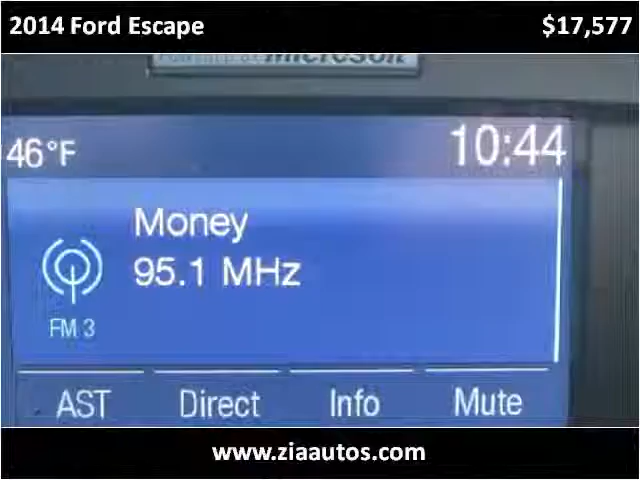 2014 Ford Escape $17,577
Microsoft
46°F 10:44
Money
95.1 MHz
FM 3
AST Direct Info Mute
www.ziaautos.com